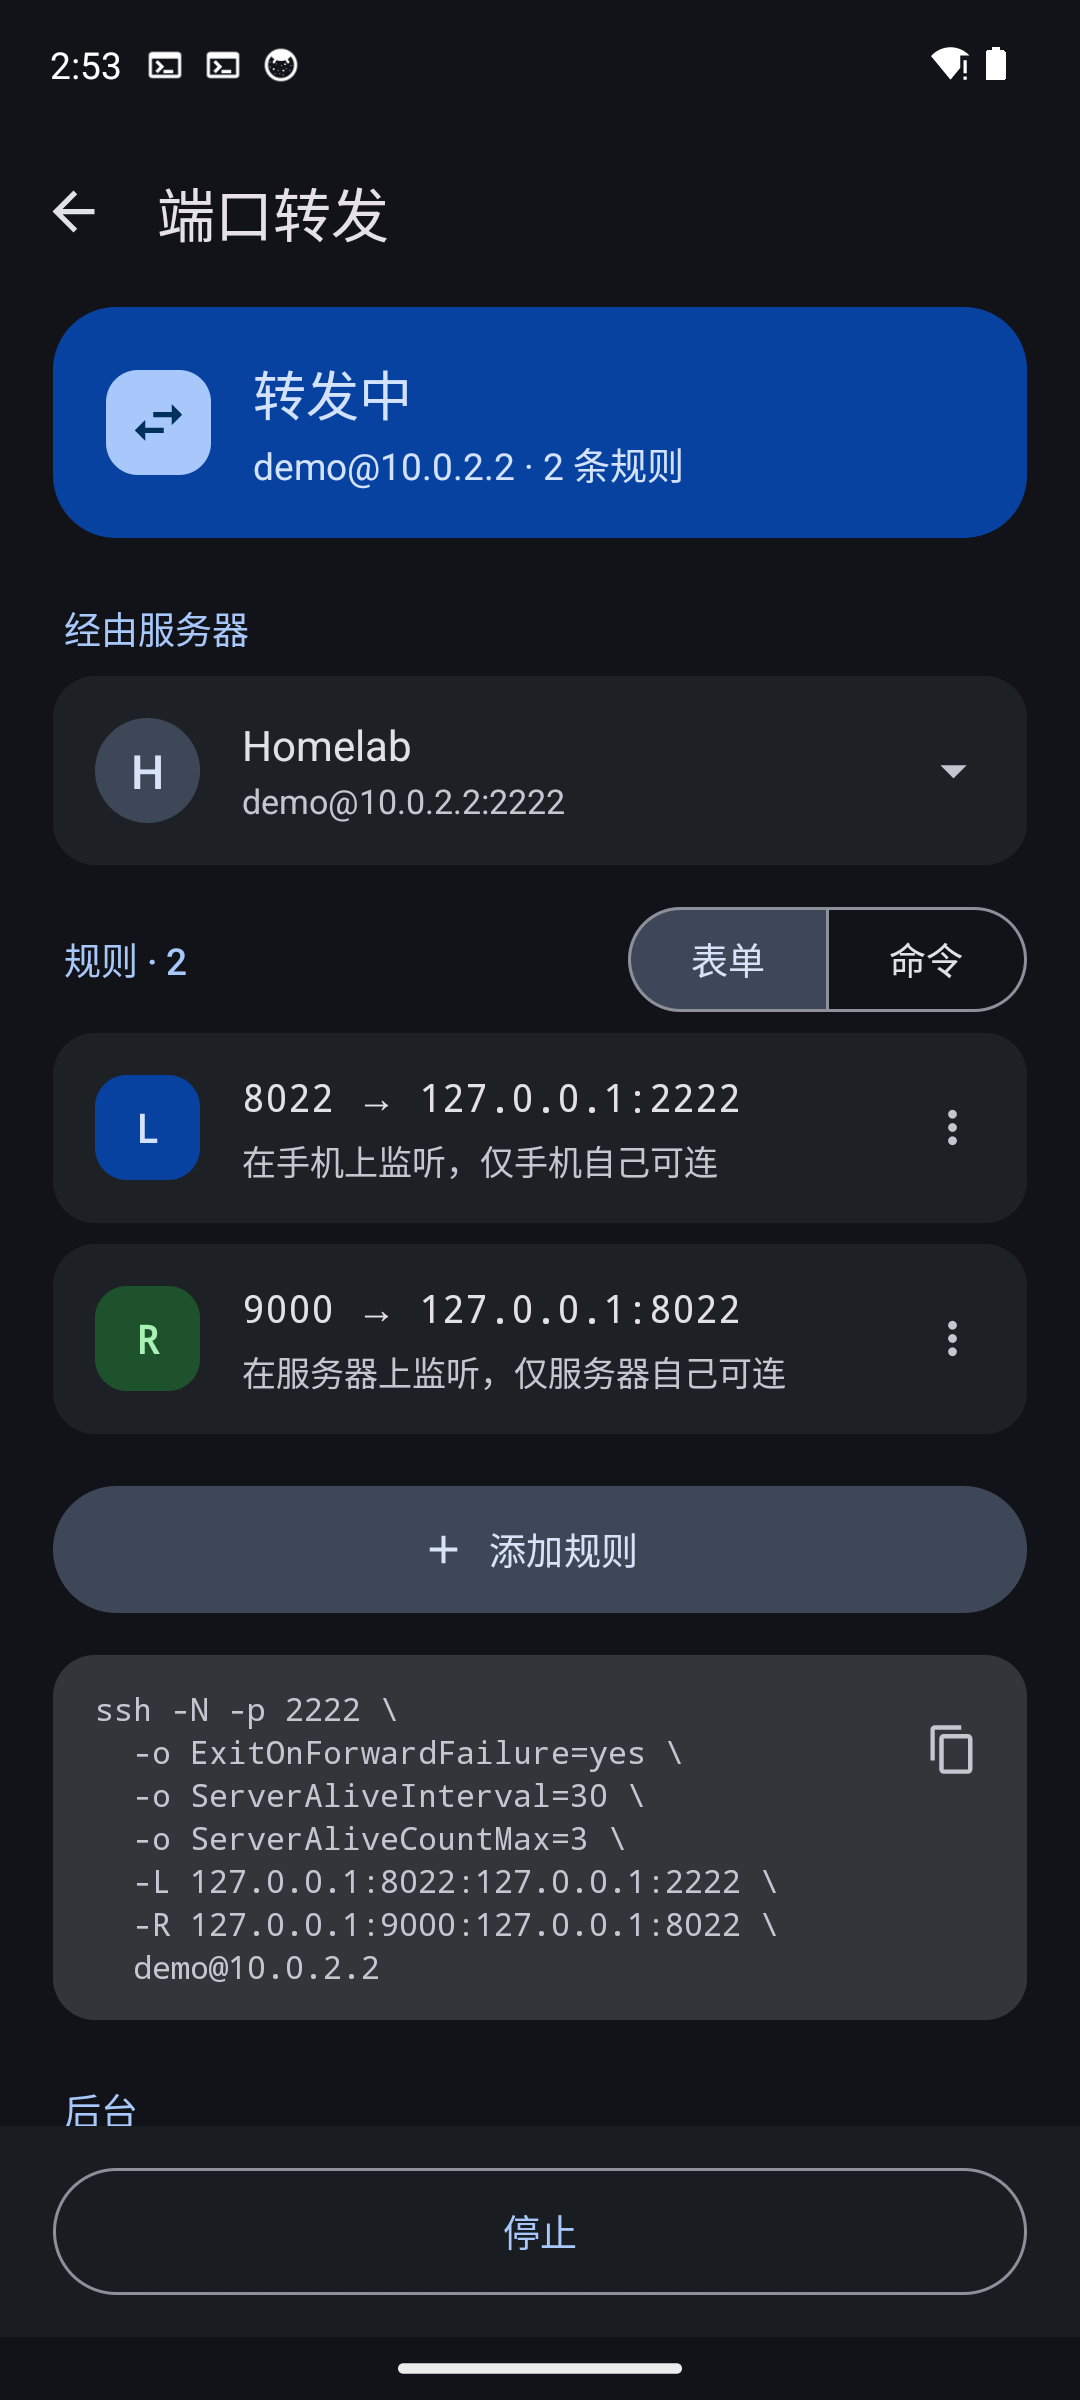 2:53
端口转发
转发中
demo@10.0.2.2 · 2 条规则
经由服务器
H
Homelab
demo@10.0.2.2:2222
规则 · 2
表单
命令
L
8022 → 127.0.0.1:2222
在手机上监听，仅手机自己可连
R
9000 → 127.0.0.1:8022
在服务器上监听，仅服务器自己可连
+ 添加规则
ssh -N -p 2222 \
-o ExitOnForwardFailure=yes \
-o ServerAliveInterval=30 \
-o ServerAliveCountMax=3 \
-L 127.0.0.1:8022:127.0.0.1:2222 \
-R 127.0.0.1:9000:127.0.0.1:8022 \
demo@10.0.2.2
后台
停止